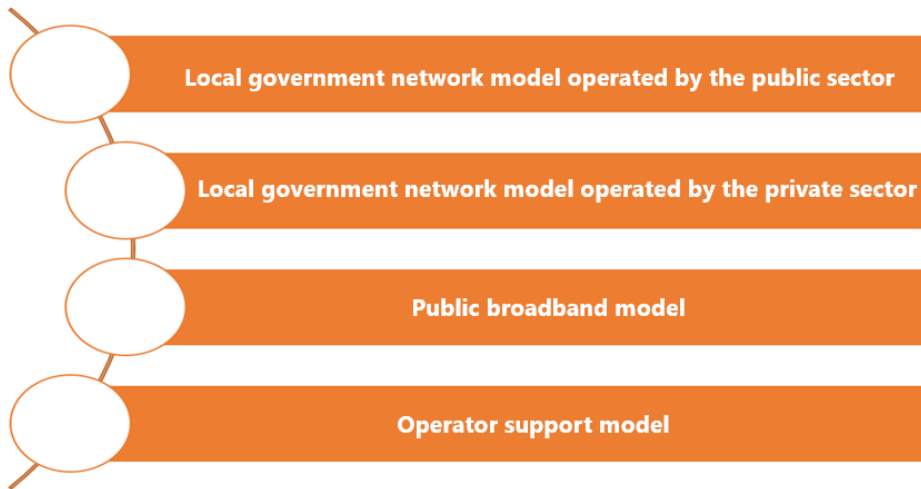 Local government network model operated by the public sector
Local government network model operated by the private sector
Public broadband model
Operator support model